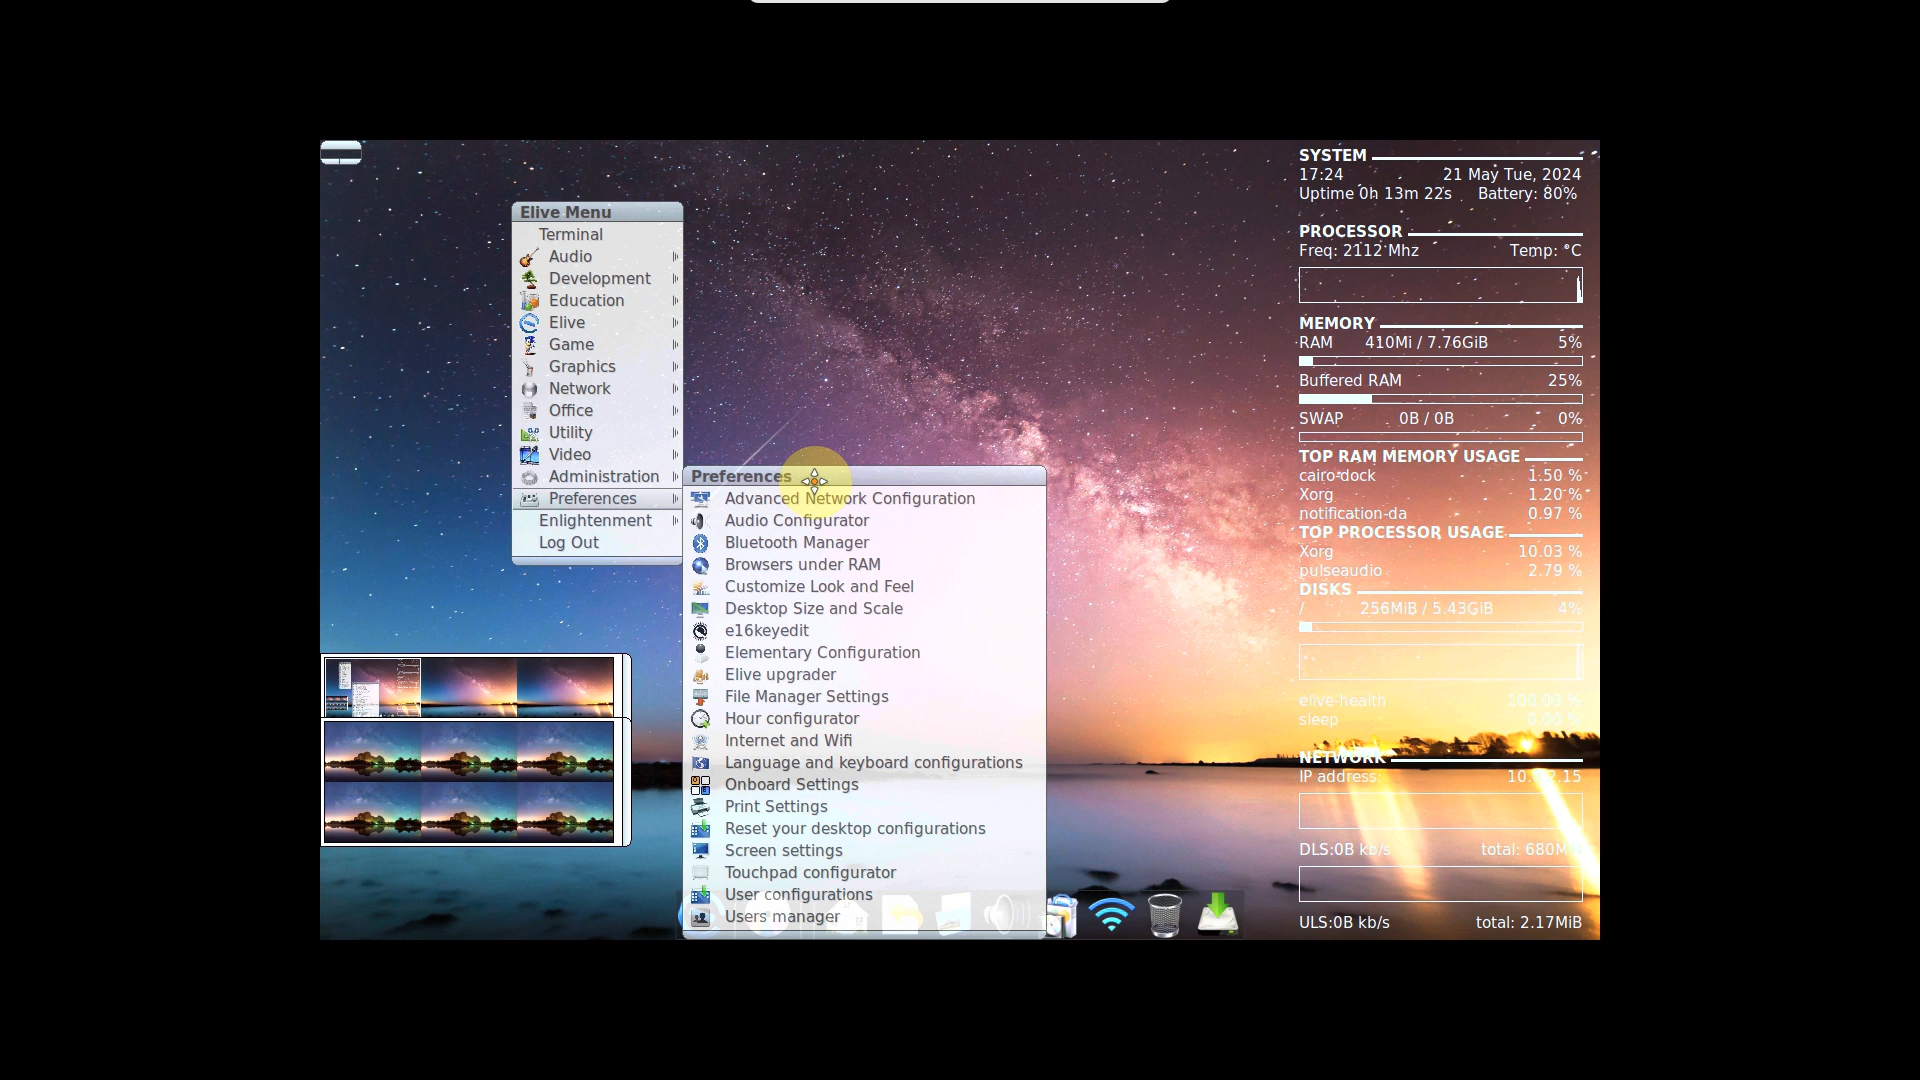 Elive Menu
Terminal
Audio
Development
Education
Elive
Game
Graphics
Network
Office
Utility
Video
Administration
Preferences
Enlightenment
Log Out
Preferences
Advanced Network Configuration
Audio Configurator
Bluetooth Manager
Browsers under RAM
Customize Look and Feel
Desktop Size and Scale
e16keyedit
Elementary Configuration
Elive upgrader
File Manager Settings
Hour configurator
Internet and Wifi
Language and keyboard configurations
Onboard Settings
Print Settings
Reset your desktop configurations
Screen settings
Touchpad configurator
User configurations
Users manager
SYSTEM
17:24 21 May Tue, 2024
Uptime 0h 13m 22s Battery: 80%
PROCESSOR
Freq: 2112 Mhz Temp: °C
MEMORY
RAM 410Mi / 7.76GiB 5%
Buffered RAM 25%
SWAP 0B / 0B 0%
TOP RAM MEMORY USAGE
cairo-dock 1.50 %
Xorg 1.20 %
notification-da 0.97 %
TOP PROCESSOR USAGE
Xorg 10.03 %
pulseaudio 2.79 %
DISKS
/ 256MiB / 5.43GiB 4%
elive-health 100.00 %
sleep 0.00 %
NETWORK
IP address:
DLS:0B kb/s total:
ULS:0B kb/s total: 2.17MiB